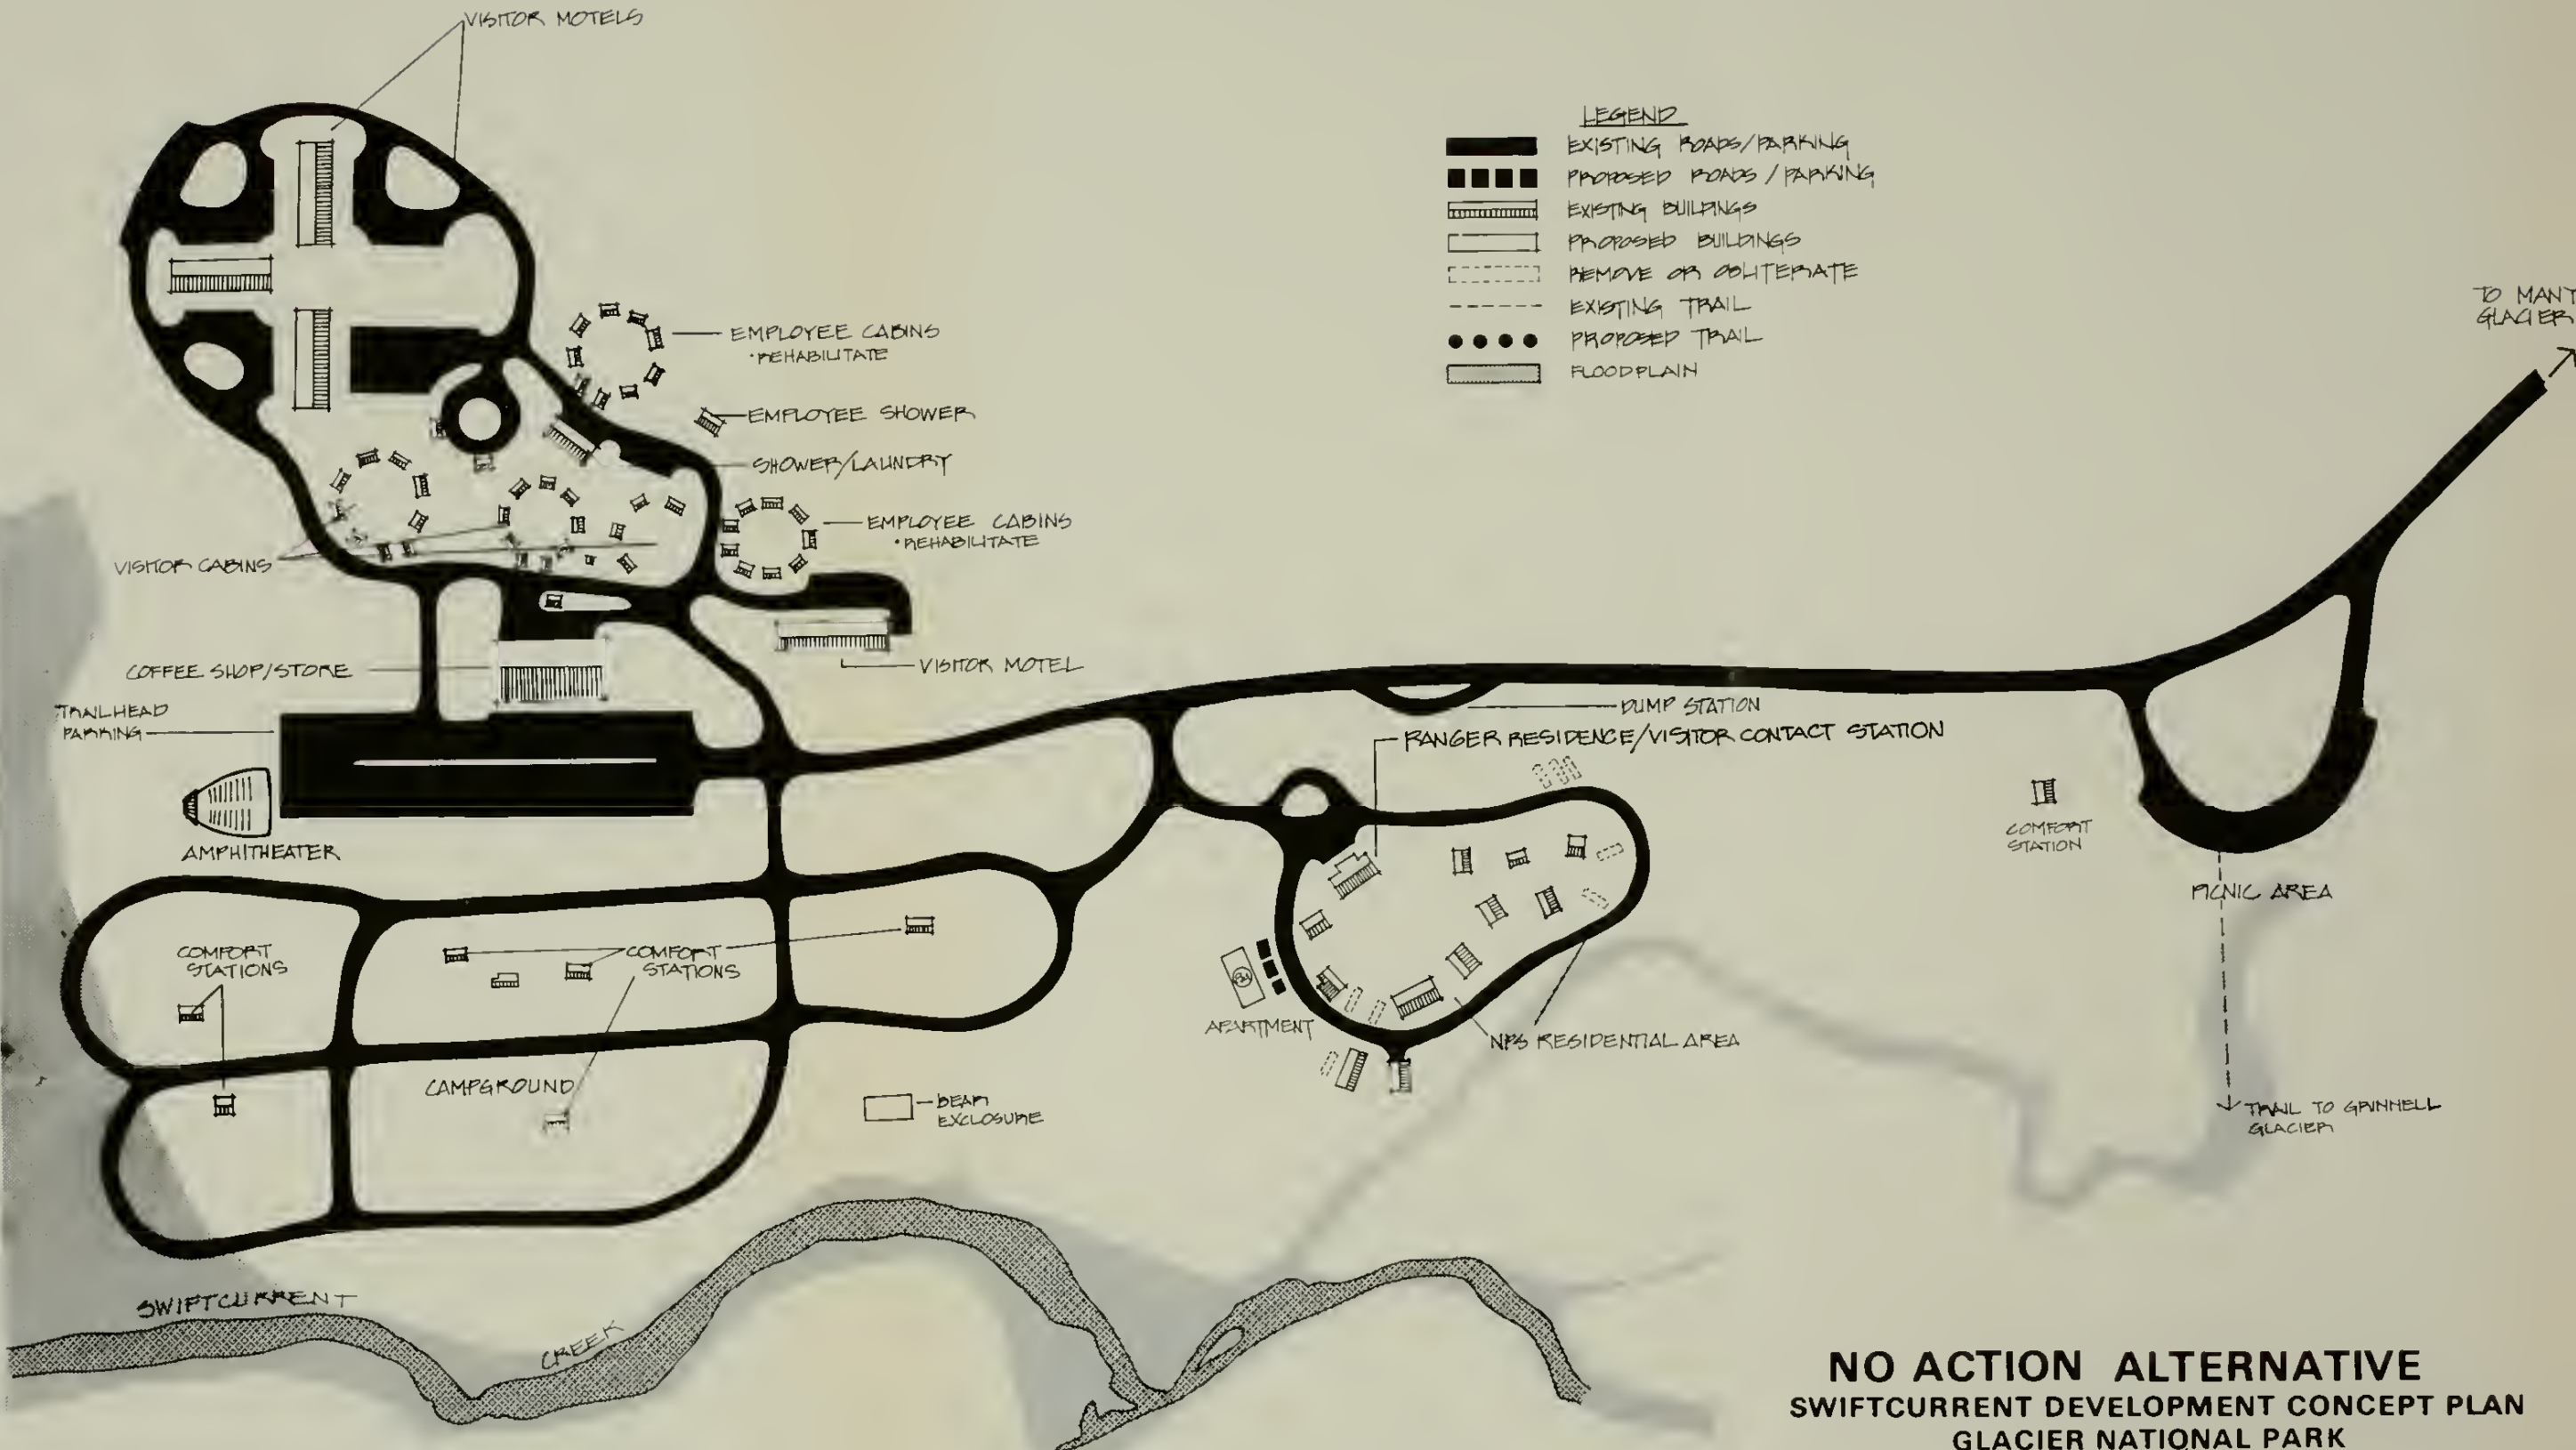 VISITOR MOTELS
LEGEND
EXISTING ROADS/PARKING
PROPOSED ROADS / PARKING
EXISTING BUILDINGS
PROPOSED BUILDINGS
REMOVE OR OBLITERATE
EXISTING TRAIL
PROPOSED TRAIL
FLOODPLAIN
TO MANY
GLACIER
EMPLOYEE CABINS
•REHABILITATE
EMPLOYEE SHOWER
SHOWER/LAUNDRY
EMPLOYEE CABINS
•REHABILITATE
VISITOR CABINS
COFFEE SHOP/STORE
VISITOR MOTEL
TRAILHEAD
PARKING
DUMP STATION
RANGER RESIDENCE/VISITOR CONTACT STATION
AMPHITHEATER
COMFORT
STATION
PICNIC AREA
COMFORT
STATIONS
COMFORT
STATIONS
APARTMENT
NPS RESIDENTIAL AREA
CAMPGROUND
BEAR
EXCLOSURE
TRAIL TO GRINNELL
GLACIER
SWIFTCURRENT
CREEK
NO ACTION ALTERNATIVE
SWIFTCURRENT DEVELOPMENT CONCEPT PLAN
GLACIER NATIONAL PARK